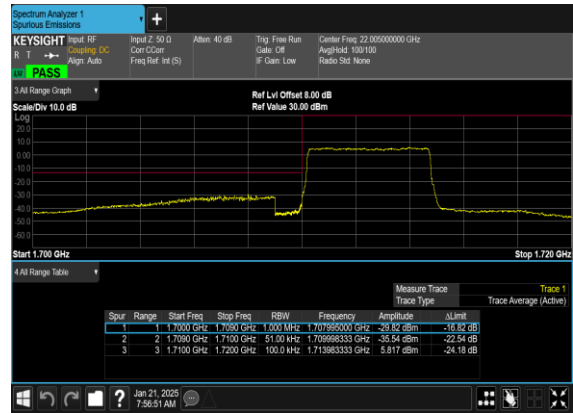 Spectrum Analyzer 1
Spurious Emissions
KEYSIGHT Input: RF Input Z: 50 Ω Atten: 40 dB Trig: Free Run Center Freq: 22.005000000 GHz
R T Coupling: DC Corr CCorr Gate: Off Avg|Hold: 100/100
Align: Auto Freq Ref: Int (S) IF Gain: Low Radio Std: None
PASS
3 All Range Graph
Ref Lvl Offset 8.00 dB
Scale/Div 10.0 dB Ref Value 30.00 dBm
Log
20.0
10.0
0.00
-10.0
-20.0
-30.0
-40.0
-50.0
-60.0
Start 1.700 GHz Stop 1.720 GHz
4 All Range Table
Measure Trace Trace 1
Trace Type Trace Average (Active)
Spur Range Start Freq Stop Freq RBW Frequency Amplitude ΔLimit
1 1 1.7000 GHz 1.7090 GHz 1.000 MHz 1.707995000 GHz -29.82 dBm -16.82 dB
2 2 1.7090 GHz 1.7100 GHz 51.00 kHz 1.709998333 GHz -35.54 dBm -22.54 dB
3 3 1.7100 GHz 1.7200 GHz 100.0 kHz 1.713983333 GHz 5.817 dBm -24.18 dB
? Jan 21, 2025
7:56:51 AM